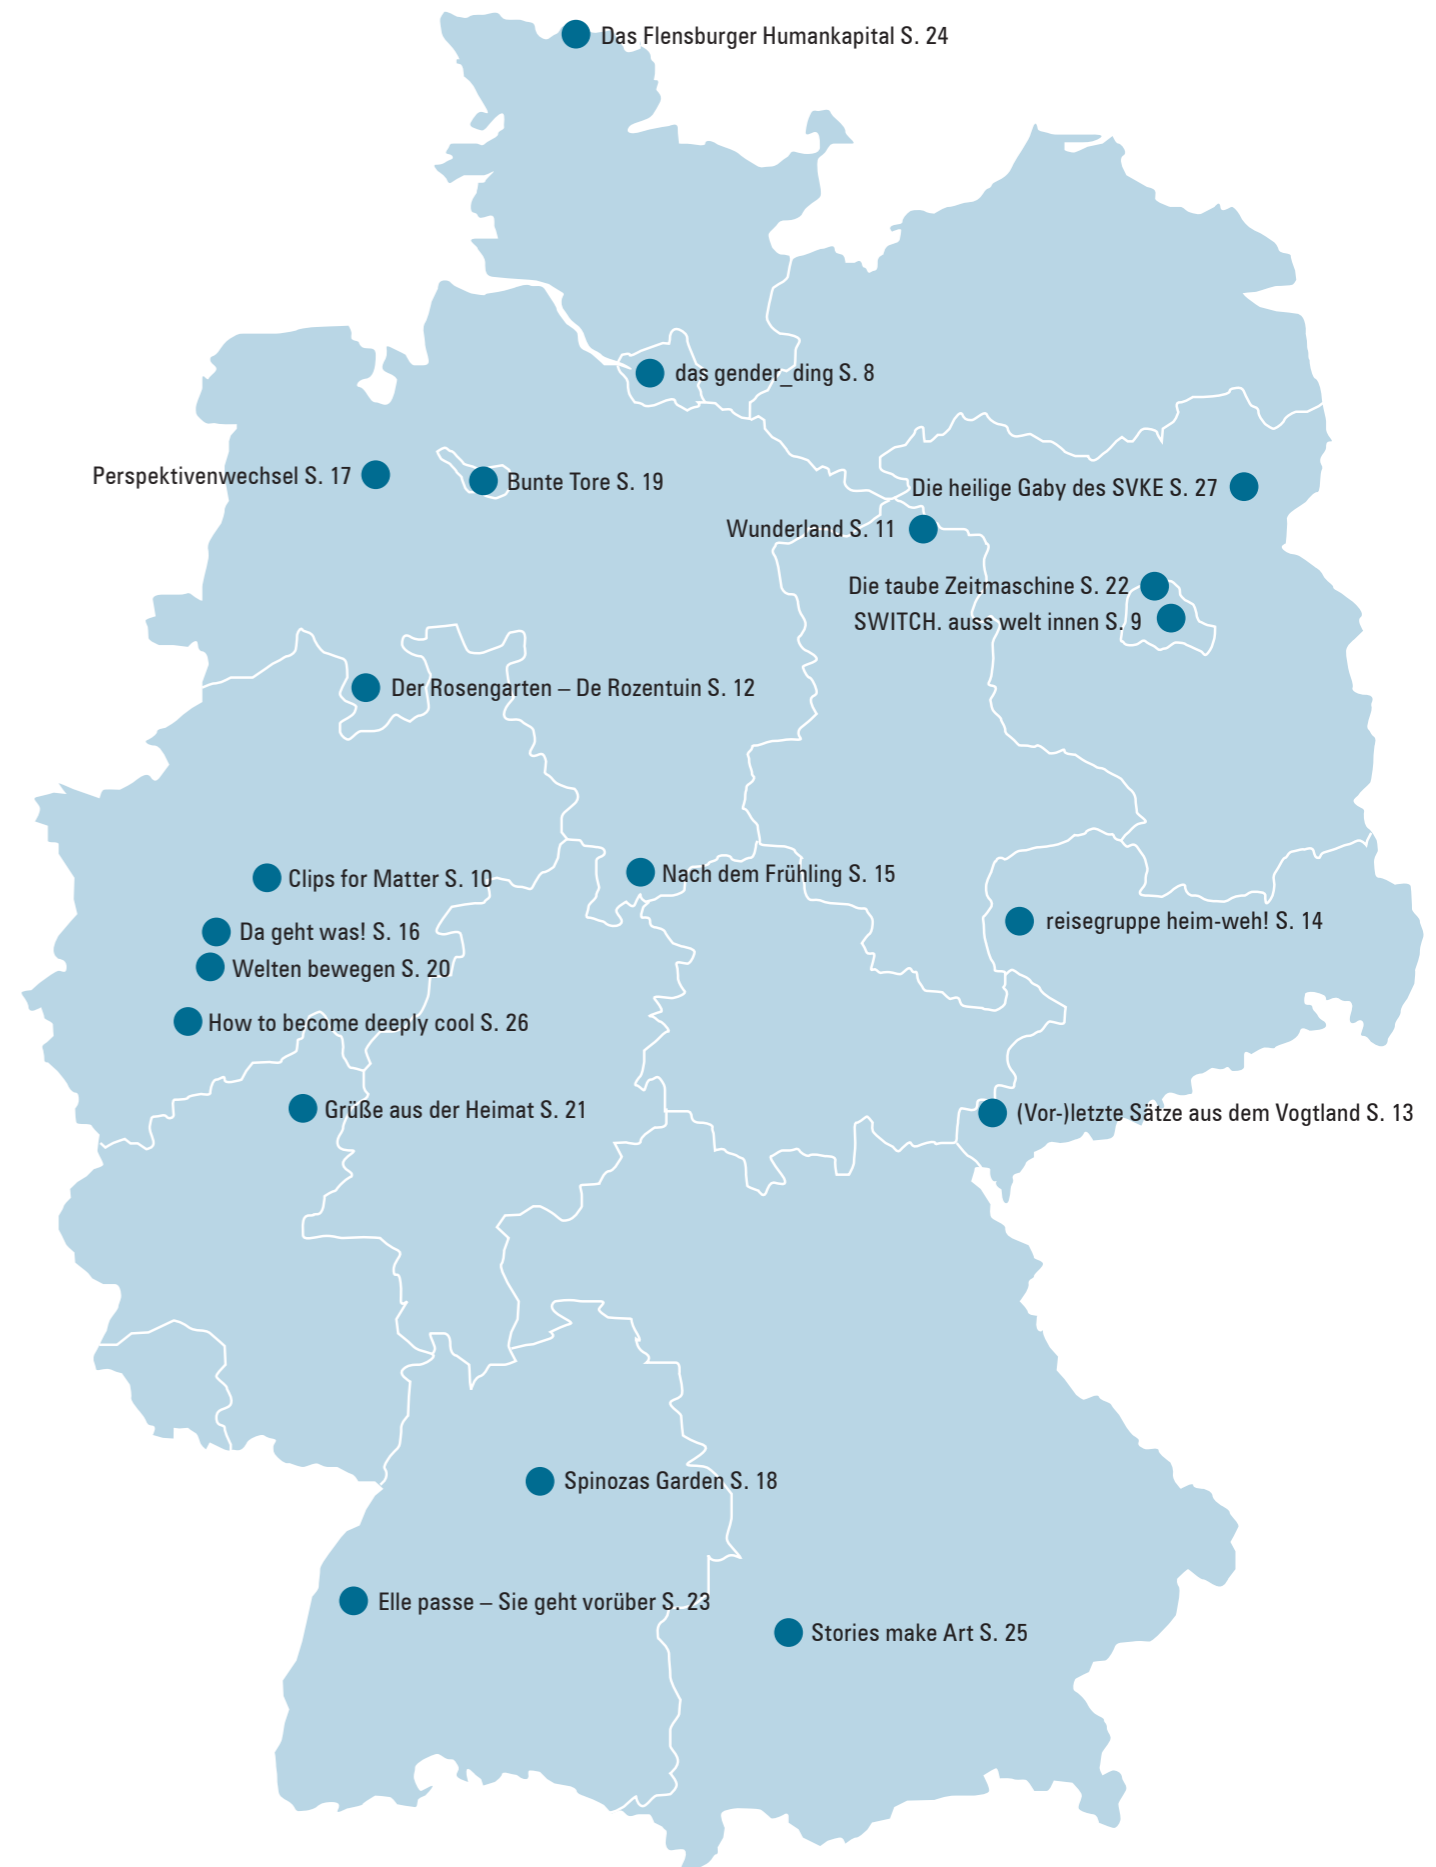 Das Flensburger Humankapital S. 24
das gender_ding S. 8
Perspektivenwechsel S. 17
Bunte Tore S. 19
Die heilige Gaby des SVKE S. 27
Wunderland S. 11
Die taube Zeitmaschine S. 22
SWITCH. auss welt innen S. 9
Der Rosengarten – De Rozentuin S. 12
Clips for Matter S. 10
Nach dem Frühling S. 15
reisegruppe heim-weh! S. 14
Da geht was! S. 16
Welten bewegen S. 20
How to become deeply cool S. 26
Grüße aus der Heimat S. 21
(Vor-)letzte Sätze aus dem Vogtland S. 13
Spinozas Garden S. 18
Elle passe – Sie geht vorüber S. 23
Stories make Art S. 25